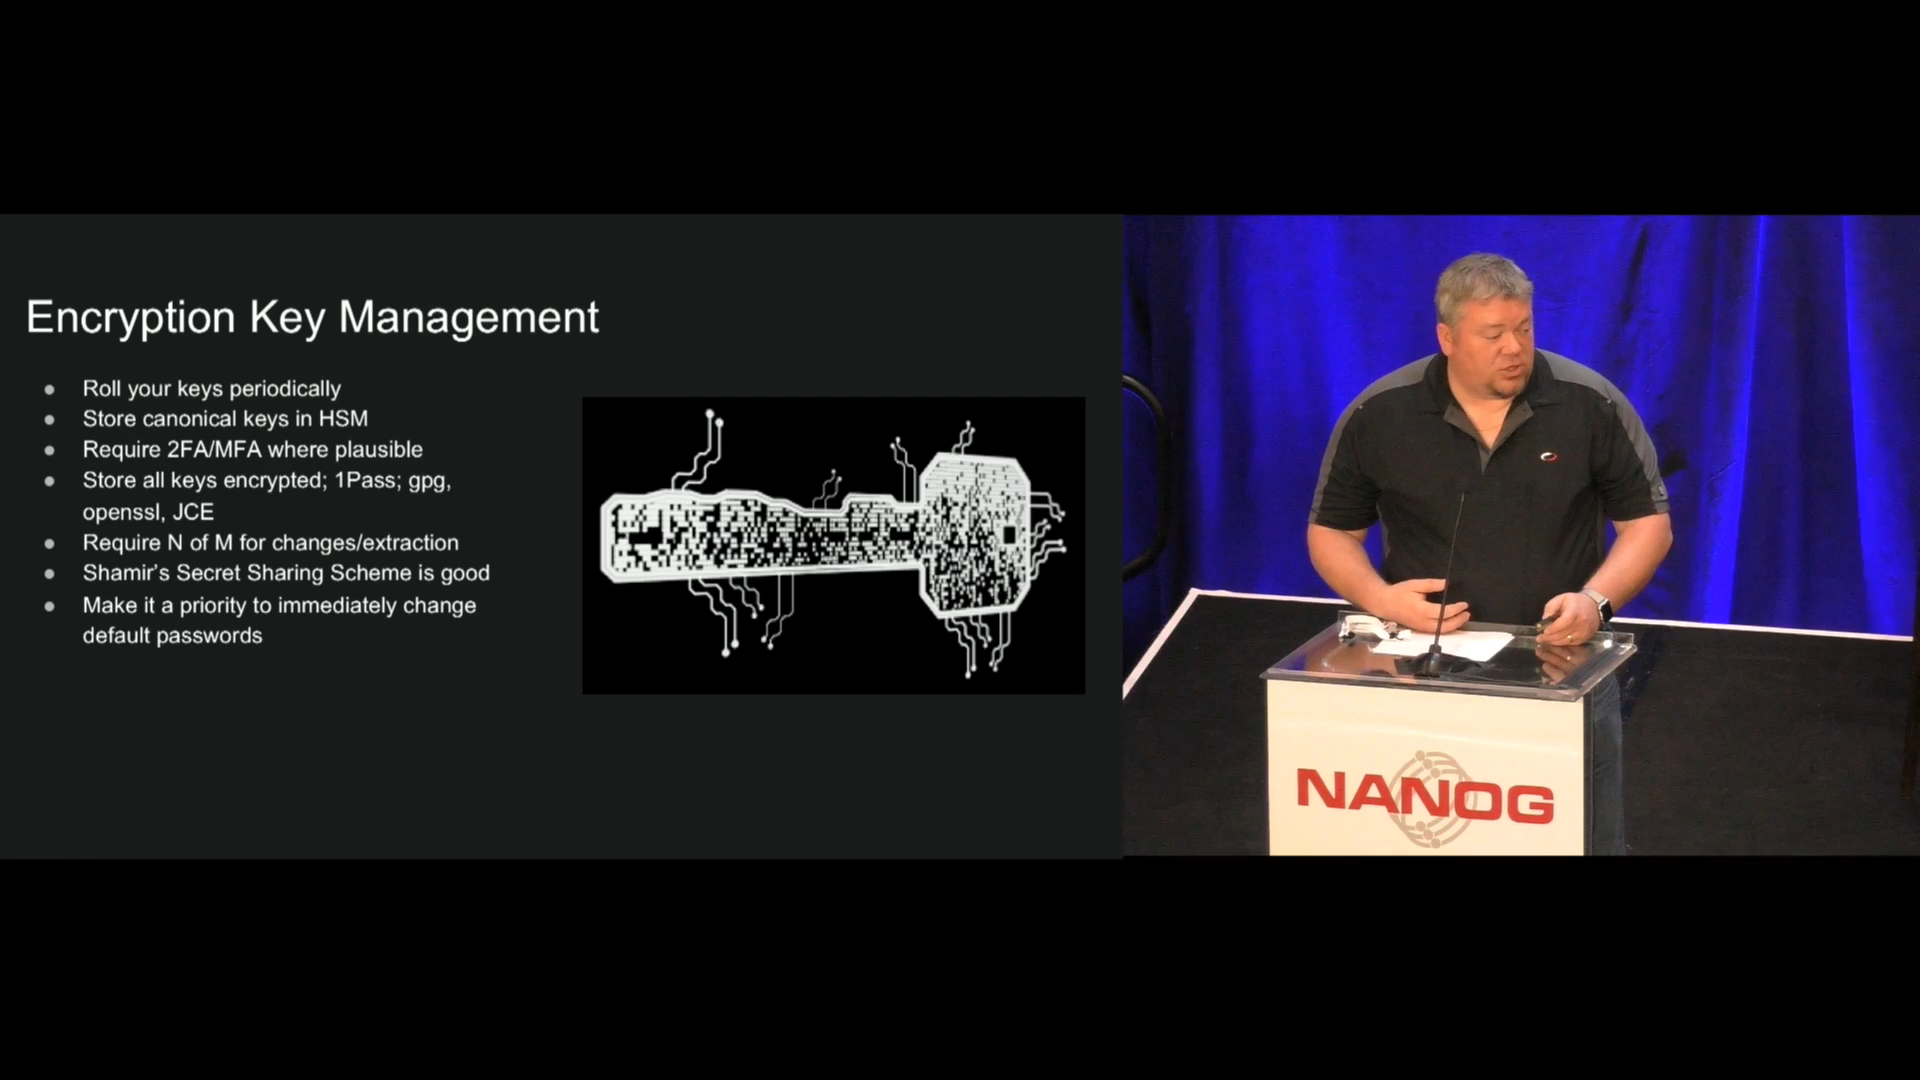 Encryption Key Management
● Roll your keys periodically
● Store canonical keys in HSM
● Require 2FA/MFA where plausible
● Store all keys encrypted; 1Pass; gpg,
openssl, JCE
● Require N of M for changes/extraction
● Shamir's Secret Sharing Scheme is good
● Make it a priority to immediately change
default passwords
NANOG